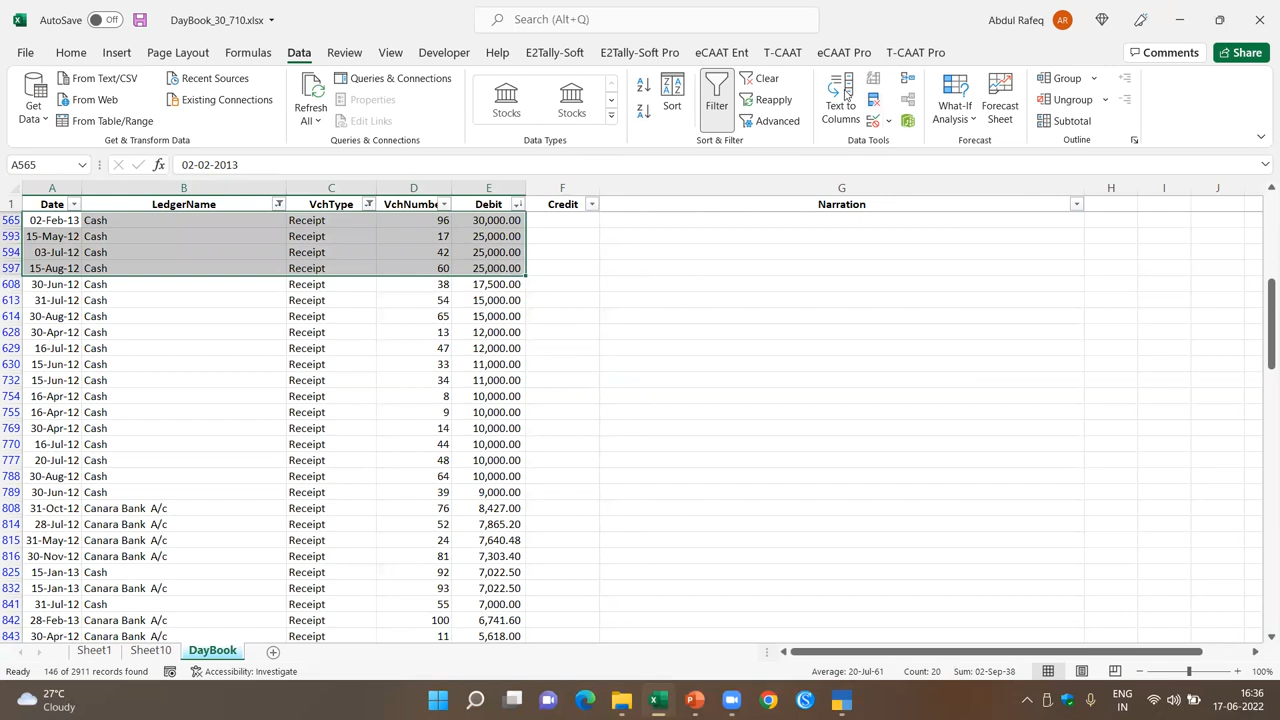 AutoSave Off DayBook_30_710.xlsx Search (Alt+Q) Abdul Rafeq AR
File Home Insert Page Layout Formulas Data Review View Developer Help E2Tally-Soft E2Tally-Soft Pro eCAAT Ent T-CAAT eCAAT Pro T-CAAT Pro Comments Share
Get Data
From Text/CSV
From Web
From Table/Range
Recent Sources
Existing Connections
Get & Transform Data
Refresh All
Queries & Connections
Properties
Edit Links
Queries & Connections
Stocks Stocks
Data Types
Sort
Filter
Clear
Reapply
Advanced
Sort & Filter
Text to Columns
Data Tools
What-If Analysis
Forecast Sheet
Forecast
Group
Ungroup
Subtotal
Outline
A565 fx 02-02-2013
A B C D E F G H I J
1 Date LedgerName VchType VchNumbe Debit Credit Narration
565 02-Feb-13 Cash Receipt 96 30,000.00
593 15-May-12 Cash Receipt 17 25,000.00
594 03-Jul-12 Cash Receipt 42 25,000.00
597 15-Aug-12 Cash Receipt 60 25,000.00
608 30-Jun-12 Cash Receipt 38 17,500.00
613 31-Jul-12 Cash Receipt 54 15,000.00
614 30-Aug-12 Cash Receipt 65 15,000.00
628 30-Apr-12 Cash Receipt 13 12,000.00
629 16-Jul-12 Cash Receipt 47 12,000.00
630 15-Jun-12 Cash Receipt 33 11,000.00
732 15-Jun-12 Cash Receipt 34 11,000.00
754 16-Apr-12 Cash Receipt 8 10,000.00
755 16-Apr-12 Cash Receipt 9 10,000.00
769 30-Apr-12 Cash Receipt 14 10,000.00
770 16-Jul-12 Cash Receipt 44 10,000.00
777 20-Jul-12 Cash Receipt 48 10,000.00
788 30-Aug-12 Cash Receipt 64 10,000.00
789 30-Jun-12 Cash Receipt 39 9,000.00
808 31-Oct-12 Canara Bank A/c Receipt 76 8,427.00
814 28-Jul-12 Canara Bank A/c Receipt 52 7,865.20
815 31-May-12 Canara Bank A/c Receipt 24 7,640.48
816 30-Nov-12 Canara Bank A/c Receipt 81 7,303.40
825 15-Jan-13 Cash Receipt 92 7,022.50
832 15-Jan-13 Canara Bank A/c Receipt 93 7,022.50
841 31-Jul-12 Cash Receipt 55 7,000.00
842 28-Feb-13 Canara Bank A/c Receipt 100 6,741.60
843 30-Apr-12 Canara Bank A/c Receipt 11 5,618.00
Sheet1 Sheet10 DayBook
Ready 146 of 2911 records found Accessibility: Investigate Average: 20-Jul-61 Count: 20 Sum: 02-Sep-38 100%
27°C
Cloudy
ENG
IN
16:36
17-06-2022